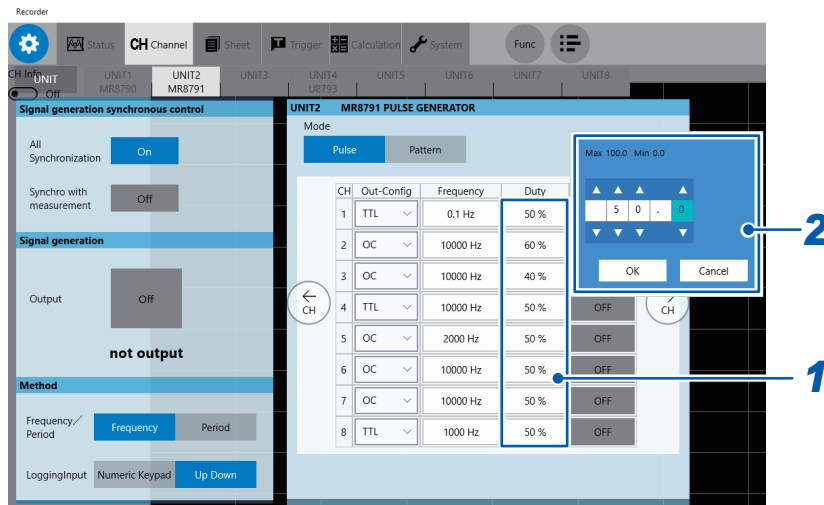 Recorder
Status CH Channel Sheet Trigger Calculation System Func
CH Info UNIT UNIT1 UNIT2 UNIT3 UNIT4 UNIT5 UNIT6 UNIT7 UNIT8
Off MR8790 MR8791 U8793
Signal generation synchronous control
All
Synchronization
On
Synchro with
measurement
Off
Signal generation
Output
Off
not output
Method
Frequency/
Period
Frequency Period
LoggingInput Numeric Keypad Up Down
UNIT2 MR8791 PULSE GENERATOR
Mode
Pulse Pattern
CH Out-Config Frequency Duty
1 TTL 0.1 Hz 50 %
2 OC 10000 Hz 60 %
3 OC 10000 Hz 40 %
4 TTL 10000 Hz 50 % OFF
5 OC 2000 Hz 50 % OFF
6 OC 10000 Hz 50 % OFF
7 OC 10000 Hz 50 % OFF
8 TTL 1000 Hz 50 % OFF
CH
CH
Max 100.0 Min 0.0
5 0 . 0
OK Cancel
2
1